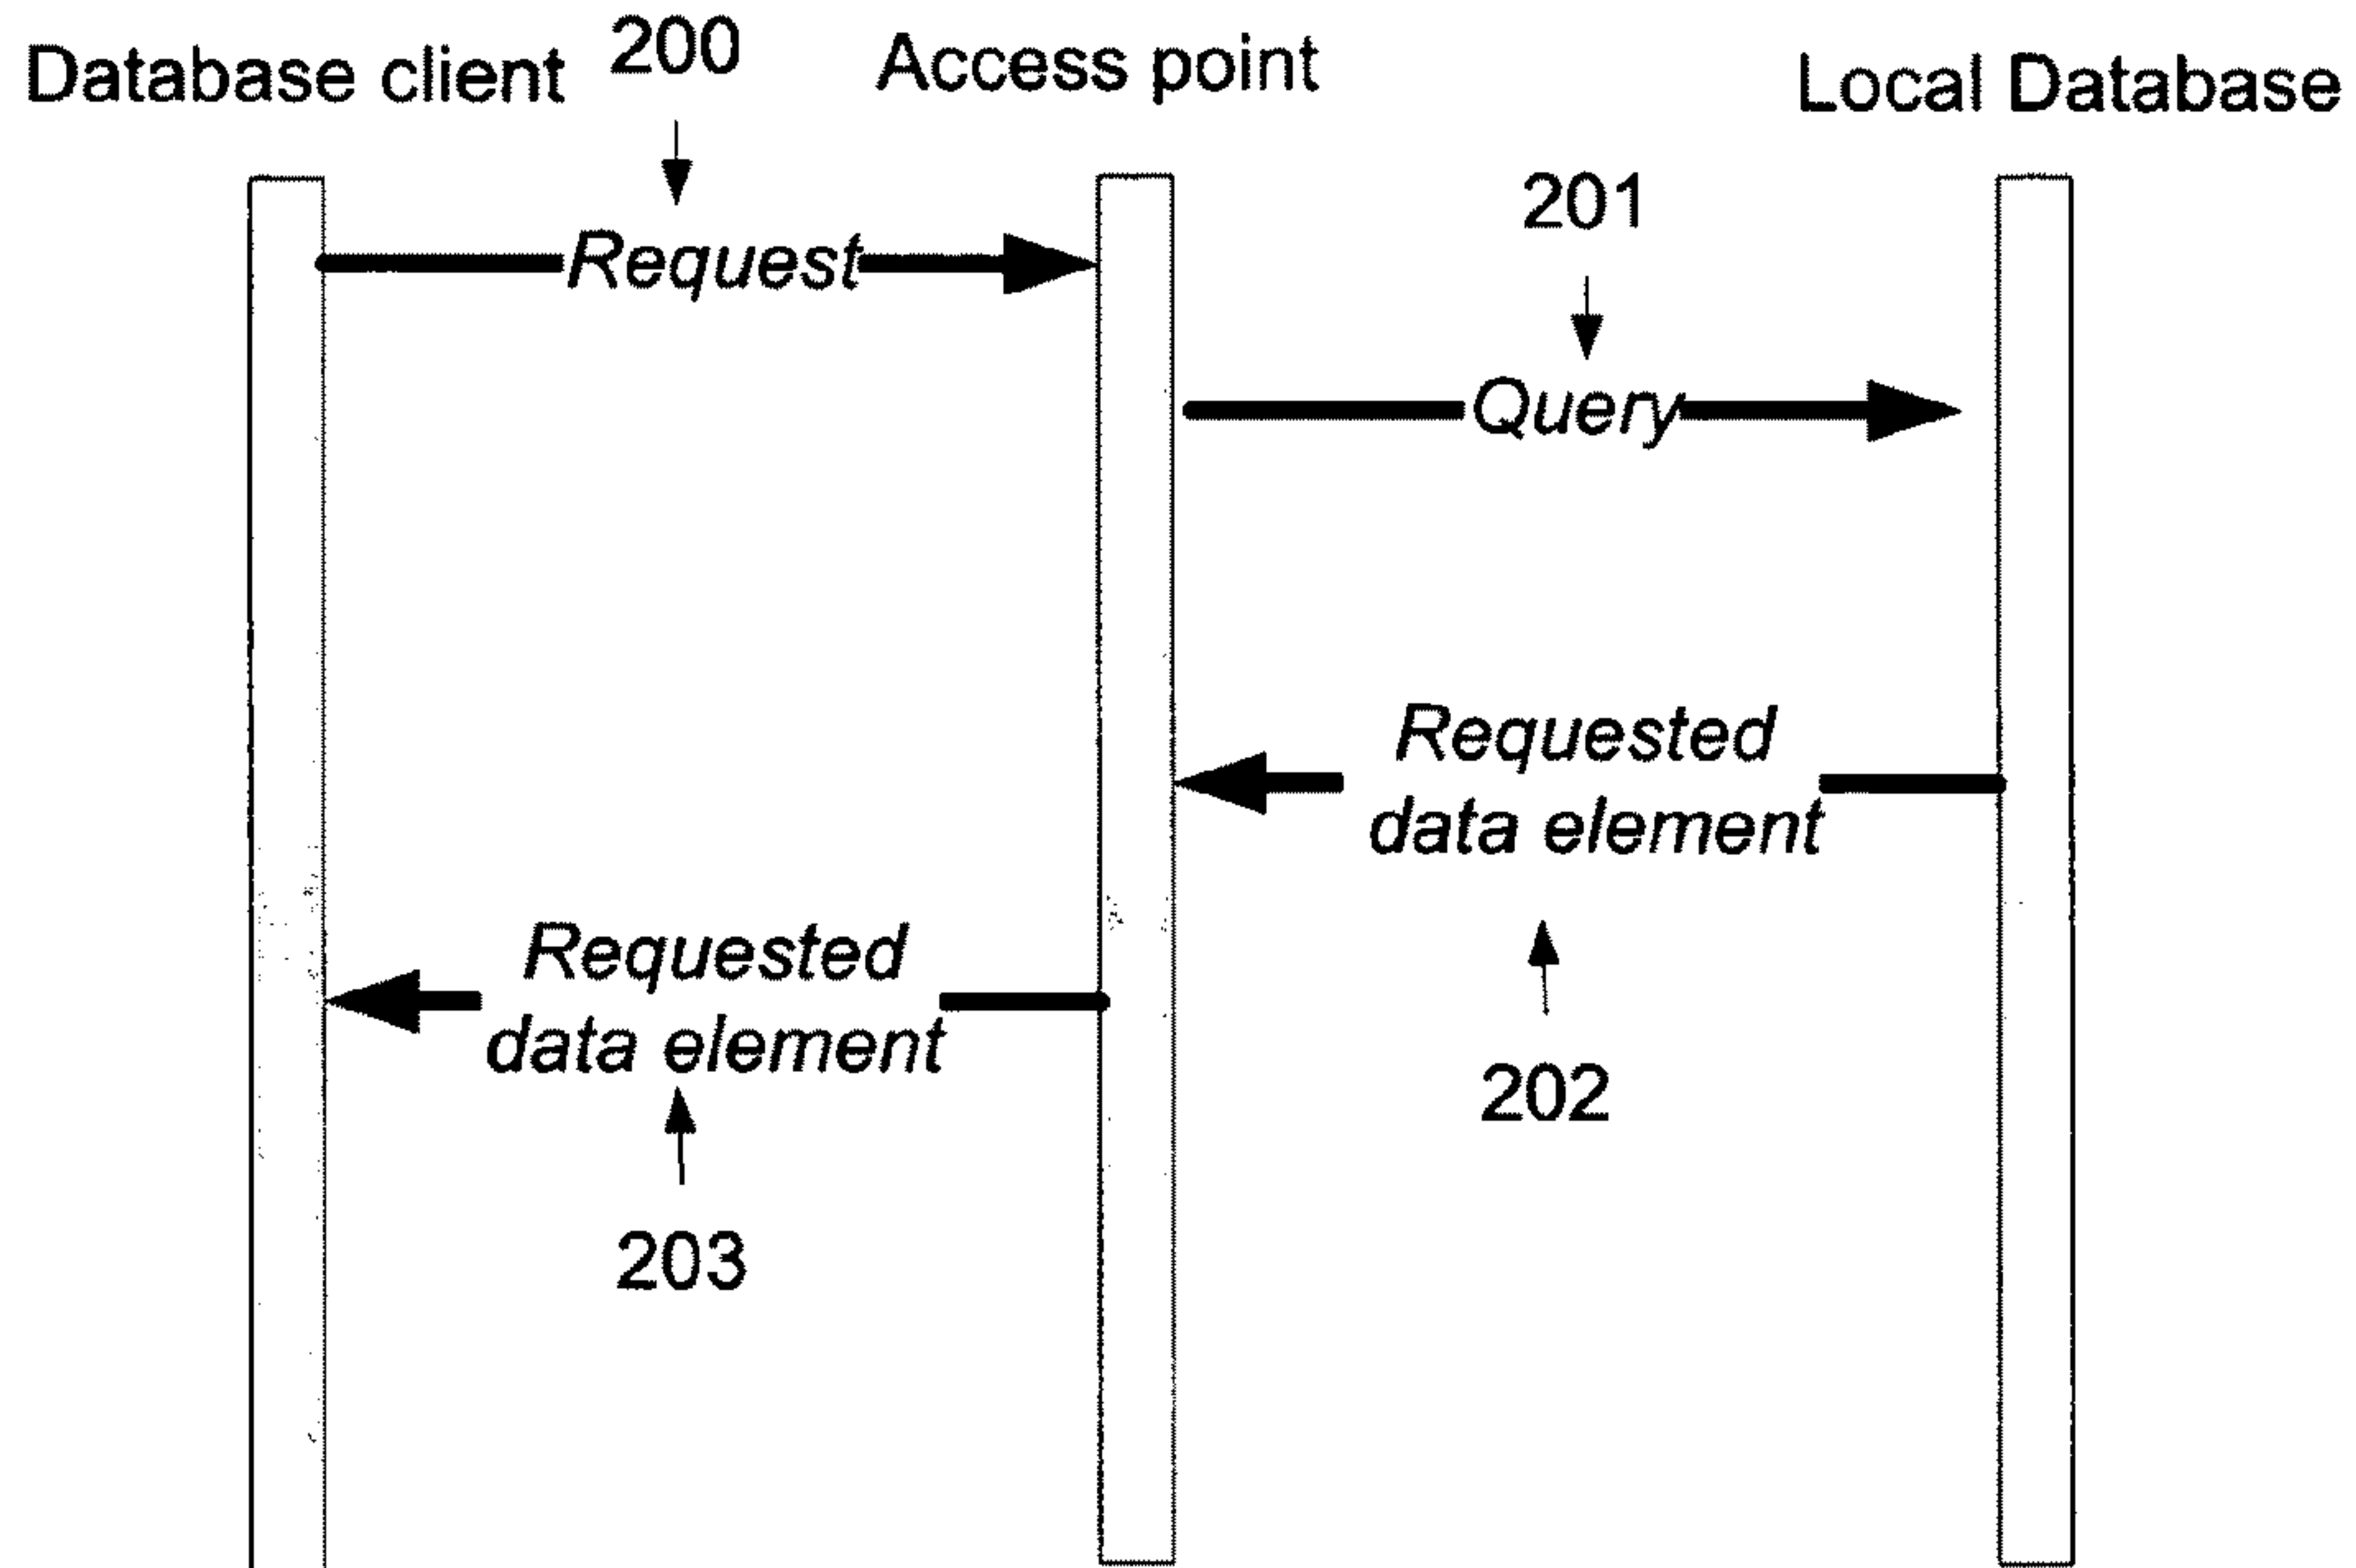 Database client
200
Access point
Local Database
201
Request
Query
Requested
data element
202
Requested
data element
203